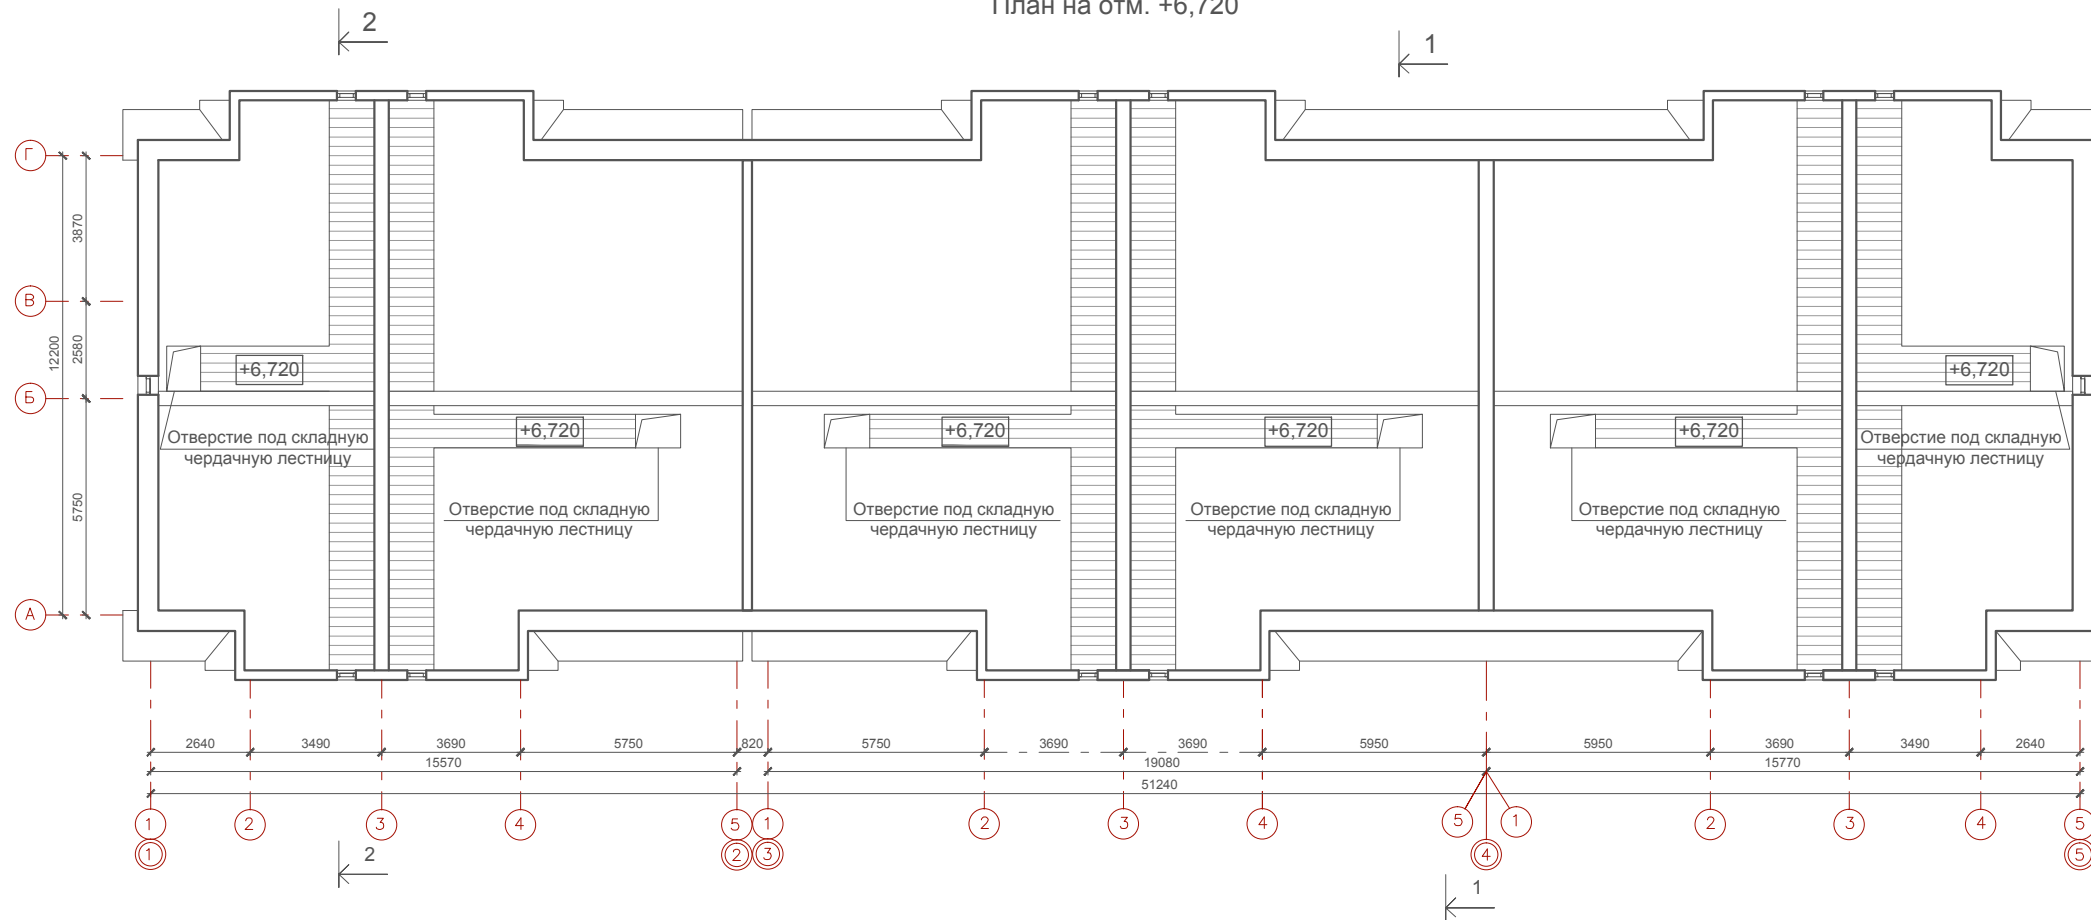 План на отм. +6,720
2
1
Г
В
Б
А
3870
2580
5750
12200
+6,720
+6,720
+6,720
+6,720
+6,720
+6,720
Отверстие под складную
чердачную лестницу
Отверстие под складную
чердачную лестницу
Отверстие под складную
чердачную лестницу
Отверстие под складную
чердачную лестницу
Отверстие под складную
чердачную лестницу
Отверстие под складную
чердачную лестницу
2640 3490 3690 5750 820 5750 3690 3690 5950 5950 3690 3490 2640
15570 19080 15770
51240
1 2 3 4 5 1 2 3 4 5 1 2 3 4 5
1 2 3 4 5
2
1